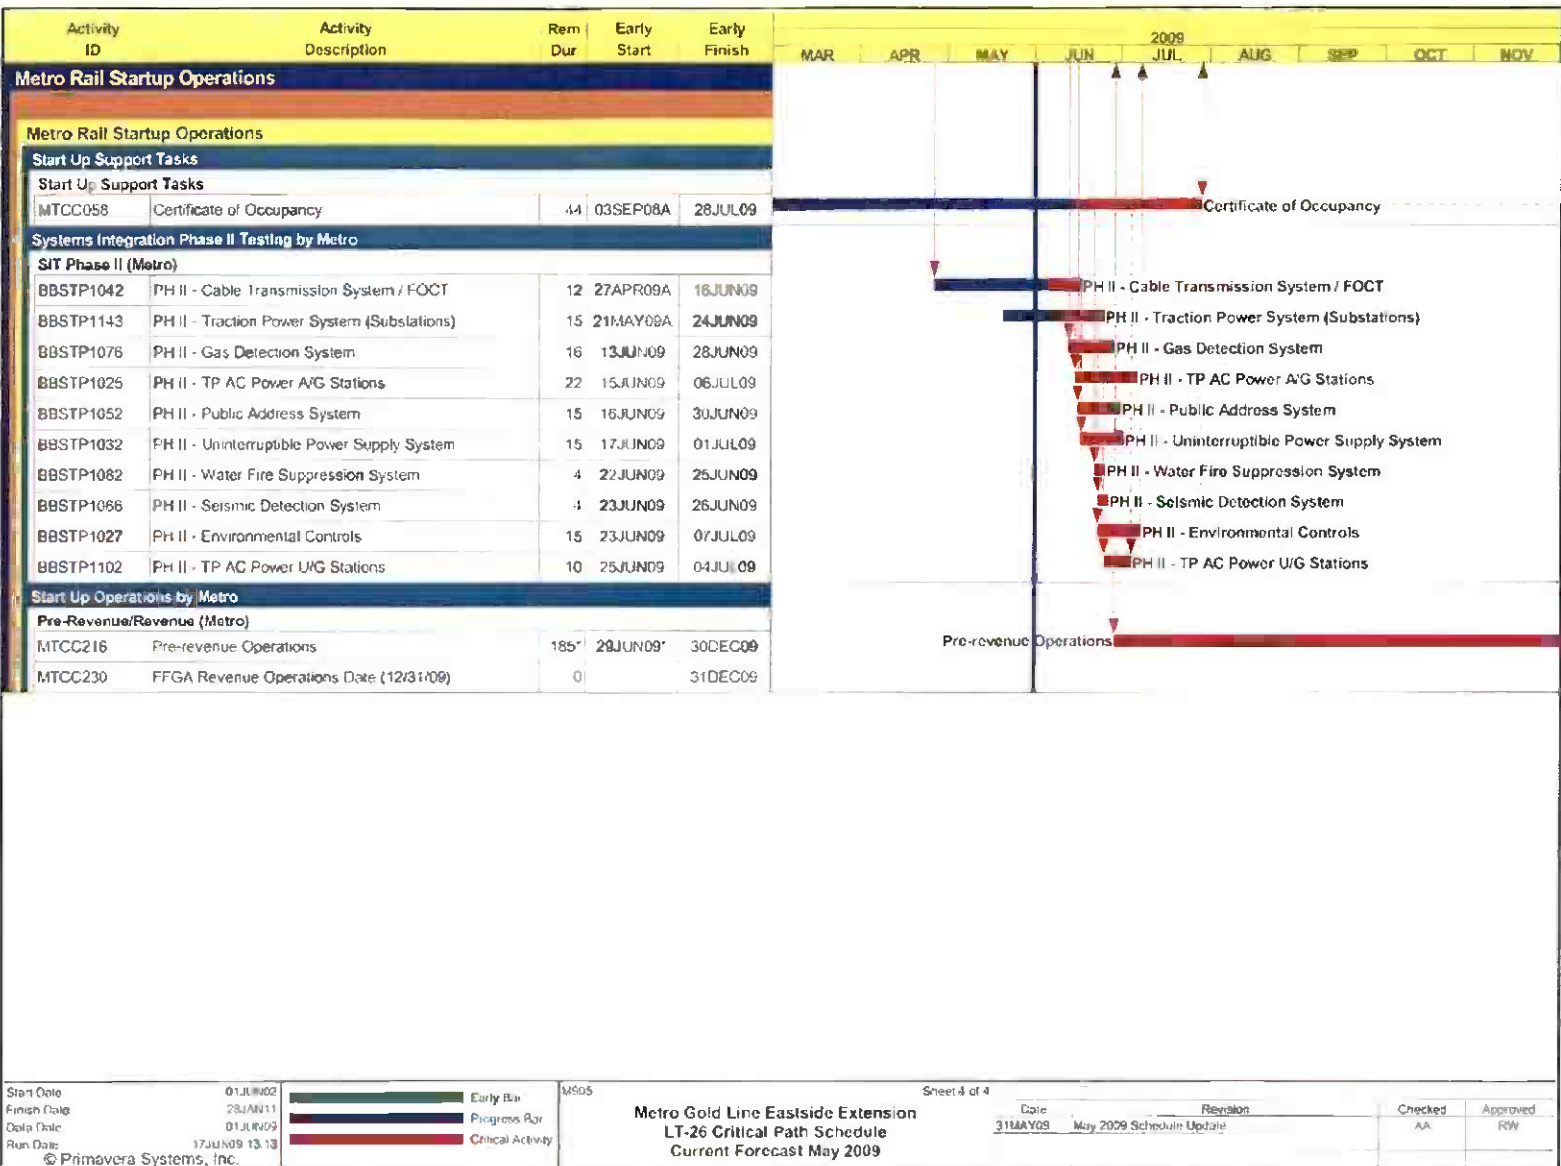 Activity ID Activity Description Rem Dur Early Start Early Finish
2009
MAR APR MAY JUN JUL AUG SEP OCT NOV
Metro Rail Startup Operations
Metro Rail Startup Operations
Start Up Support Tasks
Start Up Support Tasks
MTCC058 Certificate of Occupancy 44 03SEP08A 28JUL09 Certificate of Occupancy
Systems Integration Phase II Testing by Metro
SIT Phase II (Metro)
BBSTP1042 PH II - Cable Transmission System / FOCT 12 27APR09A 16JUN09 PH II - Cable Transmission System / FOCT
BBSTP1143 PH II - Traction Power System (Substations) 15 21MAY09A 24JUN09 PH II - Traction Power System (Substations)
BBSTP1076 PH II - Gas Detection System 16 13JUN09 28JUN09 PH II - Gas Detection System
BBSTP1025 PH II - TP AC Power A/G Stations 22 15JUN09 06JUL09 PH II - TP AC Power A/G Stations
BBSTP1052 PH II - Public Address System 15 16JUN09 30JUN09 PH II - Public Address System
BBSTP1032 PH II - Uninterruptible Power Supply System 15 17JUN09 01JUL09 PH II - Uninterruptible Power Supply System
BBSTP1082 PH II - Water Fire Suppression System 4 22JUN09 25JUN09 PH II - Water Fire Suppression System
BBSTP1066 PH II - Seismic Detection System 4 23JUN09 26JUN09 PH II - Seismic Detection System
BBSTP1027 PH II - Environmental Controls 15 23JUN09 07JUL09 PH II - Environmental Controls
BBSTP1102 PH II - TP AC Power U/G Stations 10 25JUN09 04JUL09 PH II - TP AC Power U/G Stations
Start Up Operations by Metro
Pre-Revenue/Revenue (Metro)
MTCC216 Pre-revenue Operations 185* 29JUN09* 30DEC09 Pre-revenue Operations
MTCC230 FFGA Revenue Operations Date (12/31/09) 0 31DEC09
Start Date 01JUN02
Finish Date 28JAN11
Data Date 01JUN09
Run Date 17JUN09 13:13
© Primavera Systems, Inc.
Early Bar
Progress Bar
Critical Activity
MS05
Sheet 4 of 4
Metro Gold Line Eastside Extension
LT-26 Critical Path Schedule
Current Forecast May 2009
Date Revision Checked Approved
31MAY09 May 2009 Schedule Update AA RW